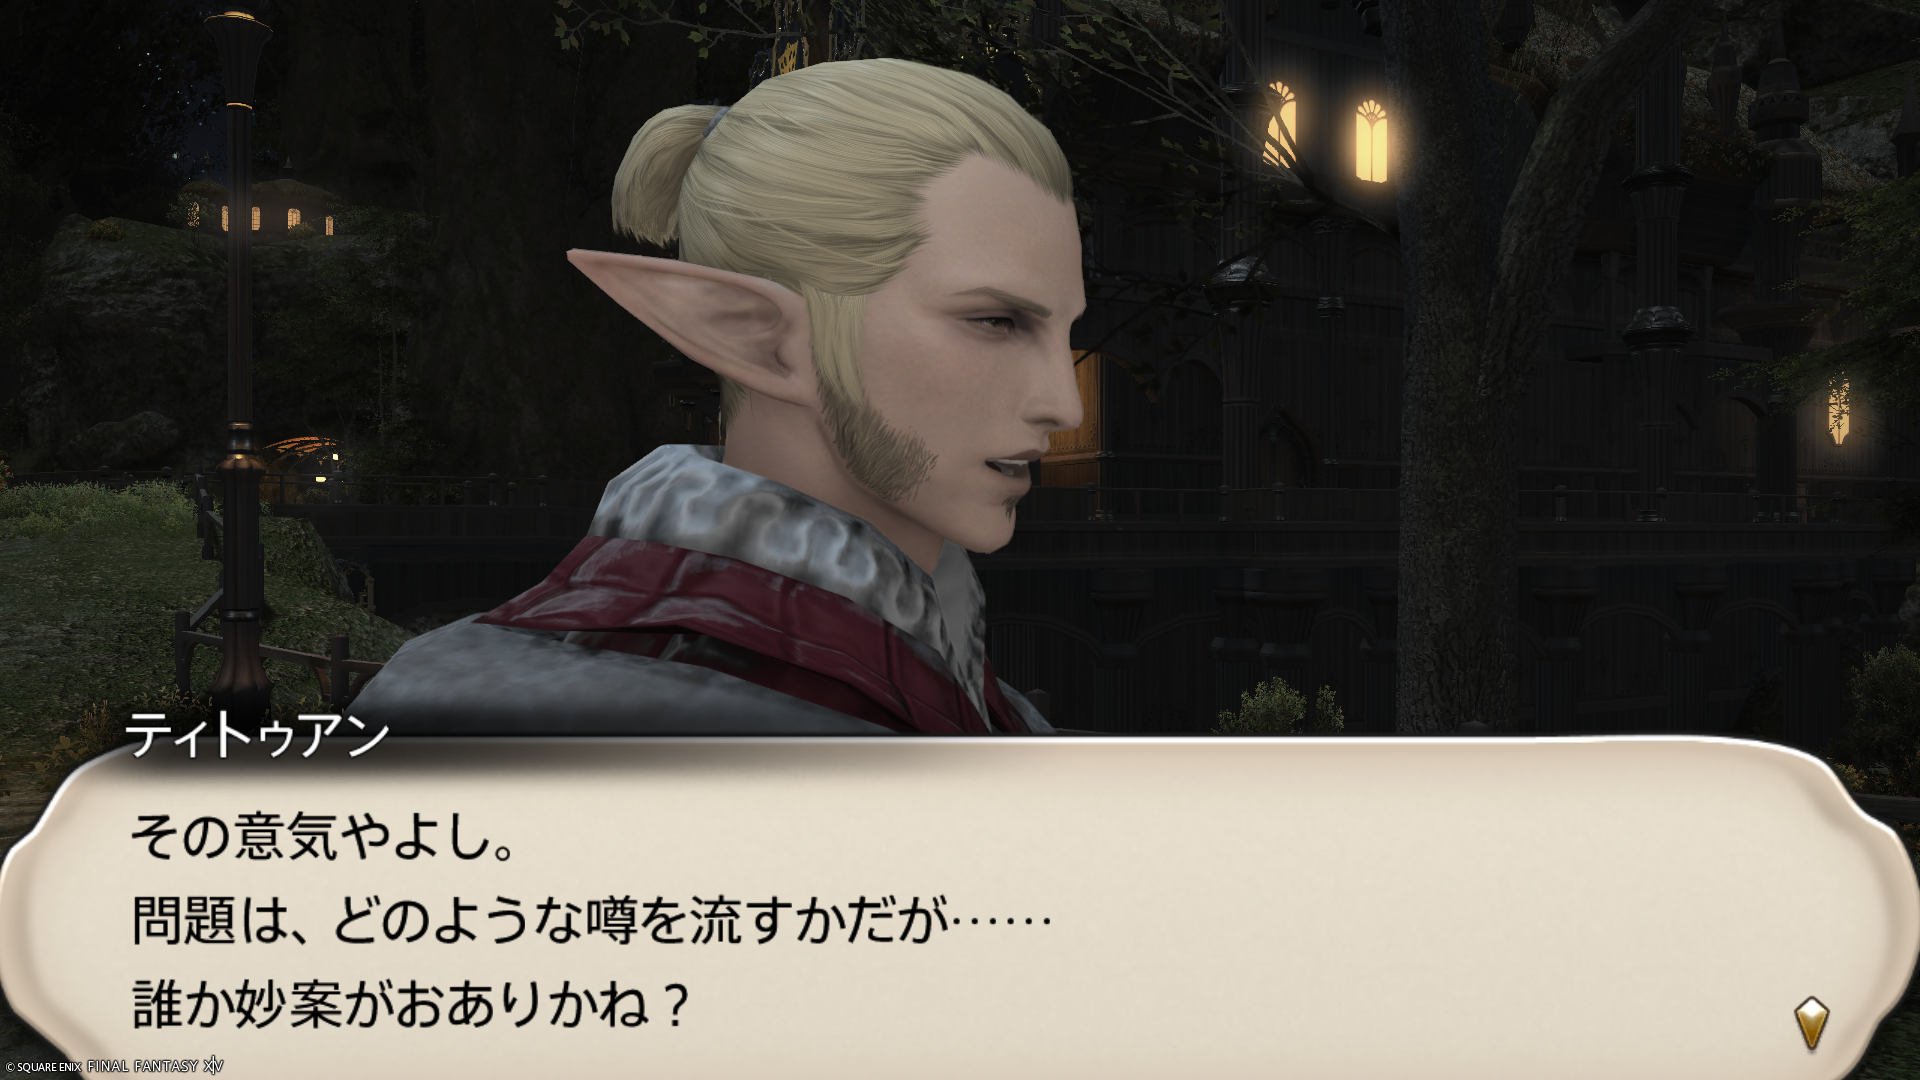 ティトゥアン
その意気やよし。
問題は、どのような噂を流すかだが……
誰か妙案がおありかね？
© SQUARE ENIX FINAL FANTASY XIV